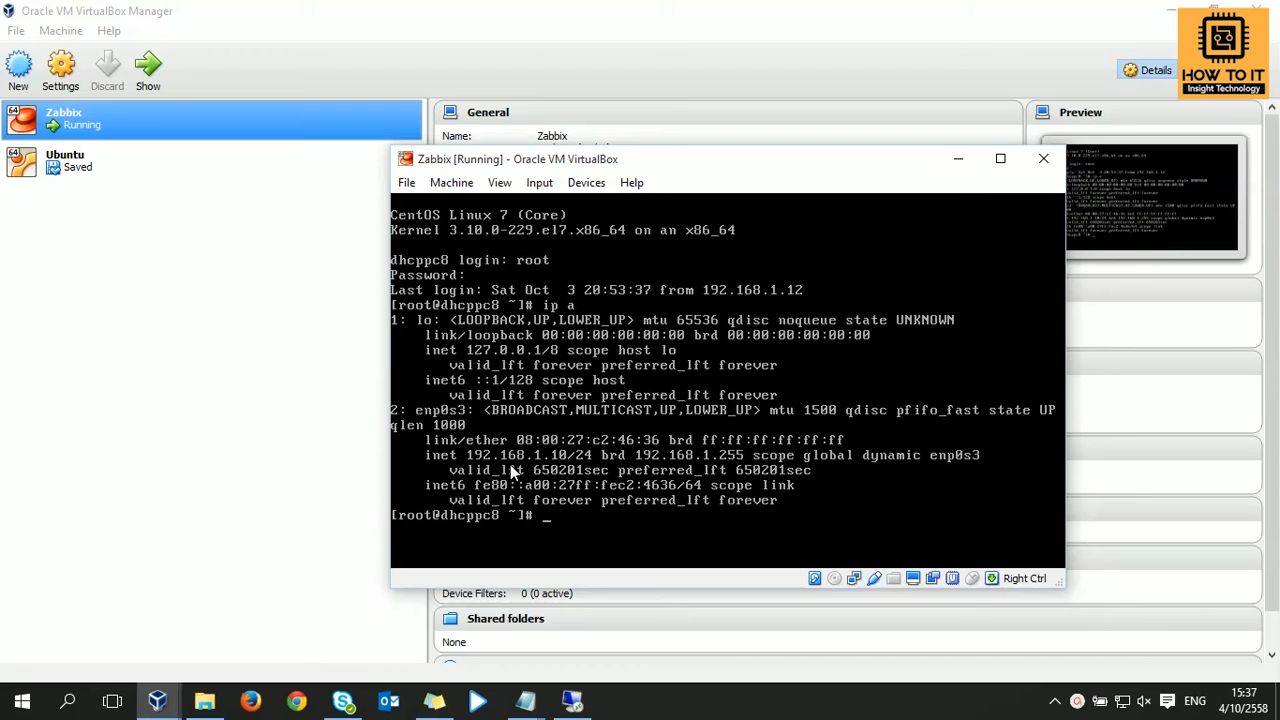 Oracle VM VirtualBox Manager
File Machine Help
New Settings Discard Show
Details
HOW TO IT
Insight Technology
64
Zabbix
Running
64
Ubuntu
Saved
General
Name: Zabbix
Preview
Zabbix [Running] - Oracle VM VirtualBox
File Machine View Input Devices Help
CentOS Linux 7 (Core)
Kernel 3.10.0-229.el7.x86_64 on an x86_64
dhcppc8 login: root
Password:
Last login: Sat Oct  3 20:53:37 from 192.168.1.12
[root@dhcppc8 ~]# ip a
1: lo: <LOOPBACK,UP,LOWER_UP> mtu 65536 qdisc noqueue state UNKNOWN
link/loopback 00:00:00:00:00:00 brd 00:00:00:00:00:00
inet 127.0.0.1/8 scope host lo
valid_lft forever preferred_lft forever
inet6 ::1/128 scope host
valid_lft forever preferred_lft forever
2: enp0s3: <BROADCAST,MULTICAST,UP,LOWER_UP> mtu 1500 qdisc pfifo_fast state UP
qlen 1000
link/ether 08:00:27:c2:46:36 brd ff:ff:ff:ff:ff:ff
inet 192.168.1.10/24 brd 192.168.1.255 scope global dynamic enp0s3
valid_lft 650201sec preferred_lft 650201sec
inet6 fe80::a00:27ff:fec2:4636/64 scope link
valid_lft forever preferred_lft forever
[root@dhcppc8 ~]# _
Right Ctrl
Device Filters: 0 (0 active)
Shared folders
None
ENG
15:37
4/10/2558